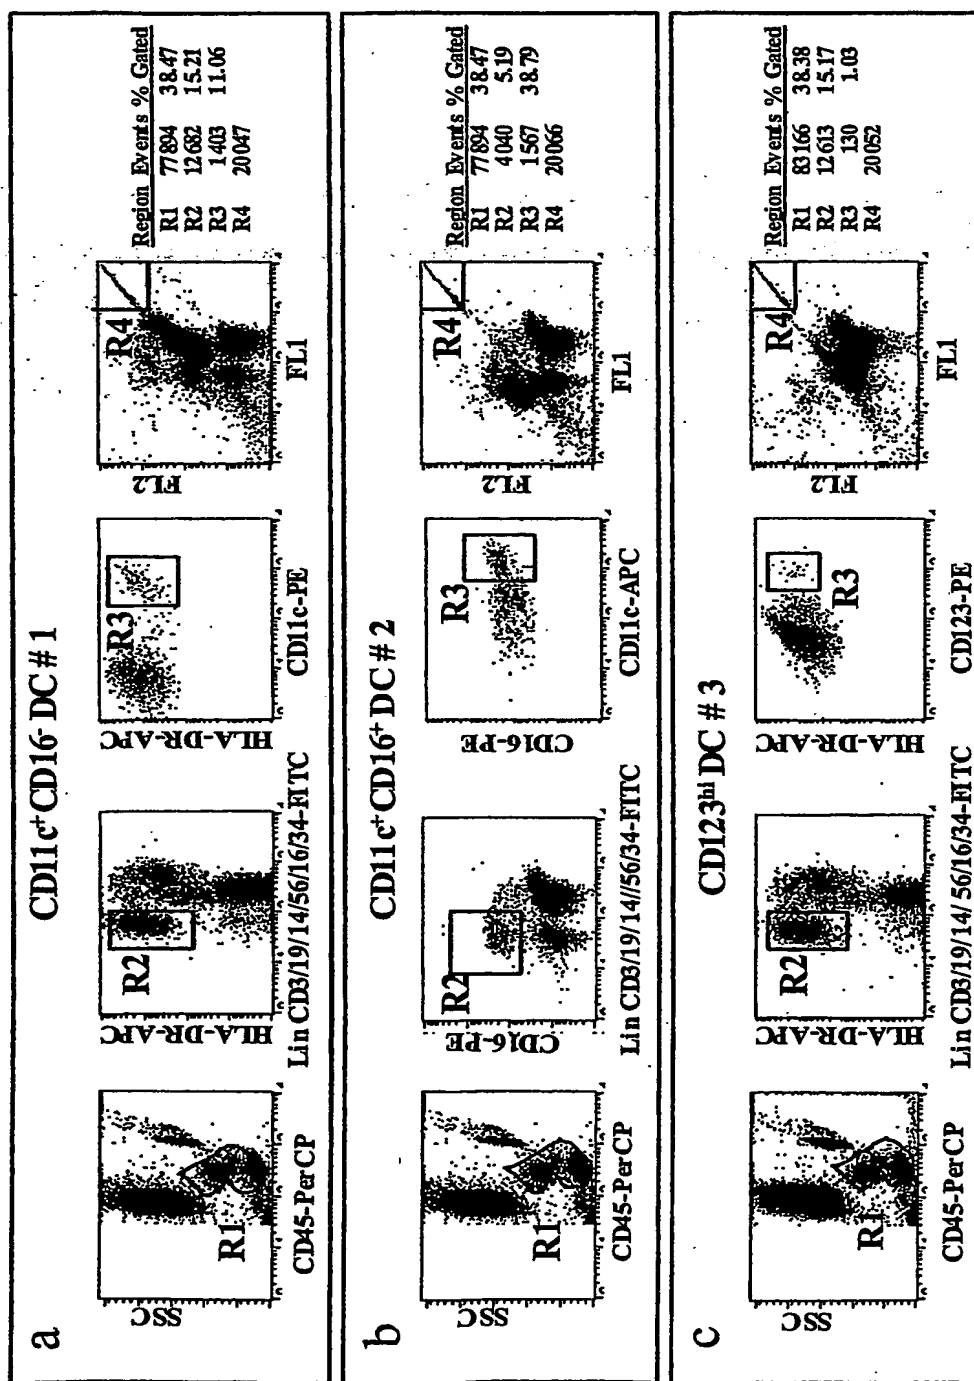 a
CD11c+CD16- DC # 1
SSC
CD45-PerCP
R1
HLA-DR-APC
Lin CD3/19/14/56/16/34-FITC
R2
HLA-DR-APC
CD11c-PE
R3
FL2
FL1
R4
Region Events % Gated
R1 77894 38.47
R2 12682 15.21
R3 1403 11.06
R4 20047
b
CD11c+CD16+ DC # 2
SSC
CD45-PerCP
R1
CD16-PE
Lin CD3/19/14//56/34-FITC
R2
CD16-PE
CD11c-APC
R3
FL2
FL1
R4
Region Events % Gated
R1 77894 38.47
R2 4040 5.19
R3 1567 38.79
R4 20066
c
CD123hi DC # 3
SSC
CD45-PerCP
R1
HLA-DR-APC
Lin CD3/19/14/ 56/16/34-FITC
R2
HLA-DR-APC
CD123-PE
R3
FL2
FL1
R4
Region Events % Gated
R1 83166 38.38
R2 12613 15.17
R3 130 1.03
R4 20052